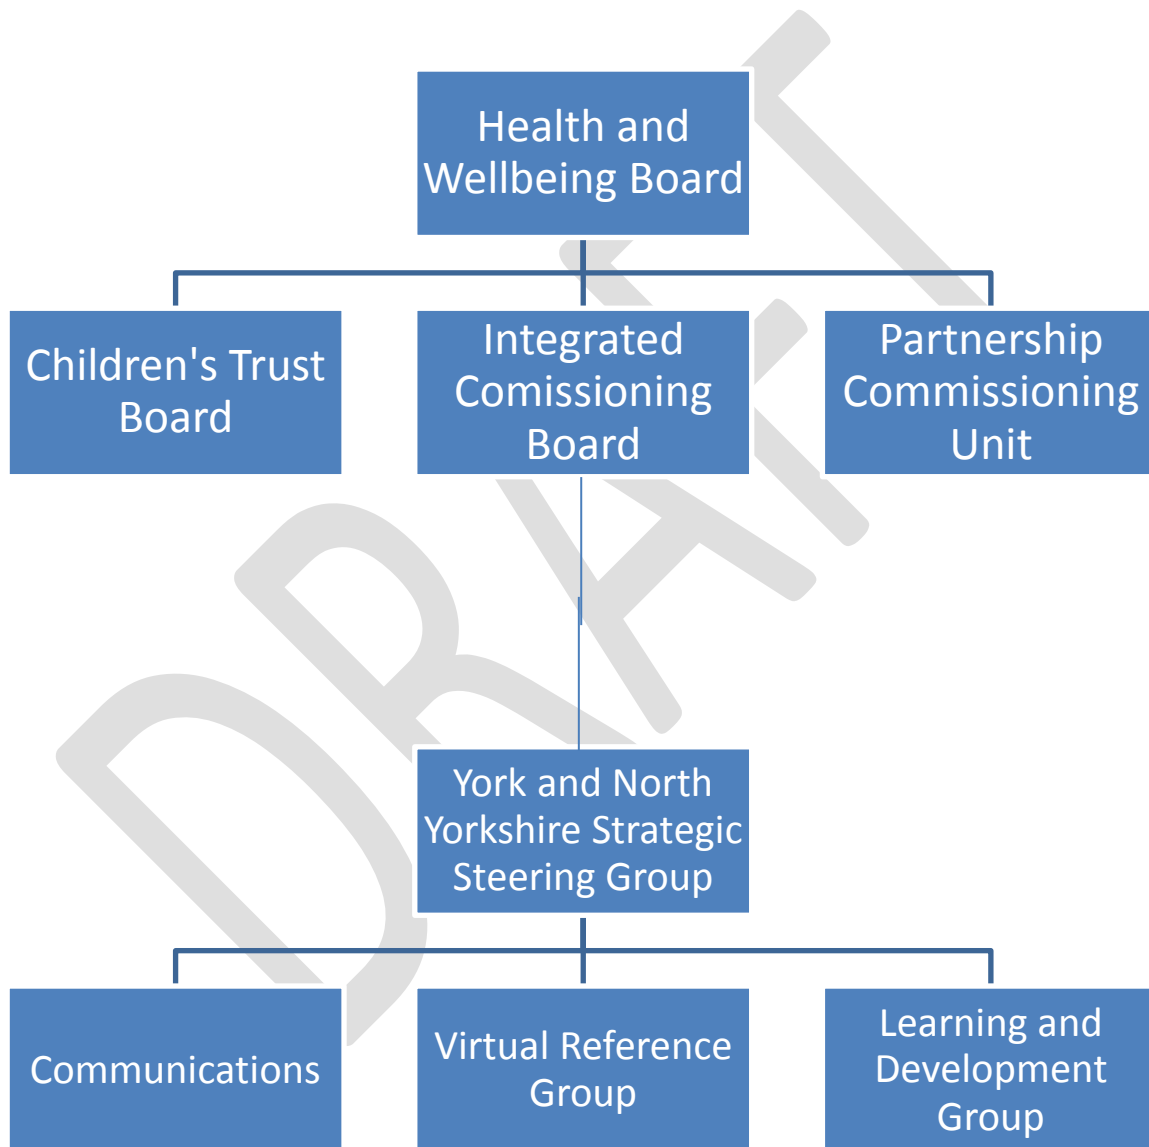 Health and
Wellbeing Board
Children's Trust
Board
Integrated
Comissioning
Board
Partnership
Commissioning
Unit
York and North
Yorkshire Strategic
Steering Group
Communications
Virtual Reference
Group
Learning and
Development
Group
DRAFT